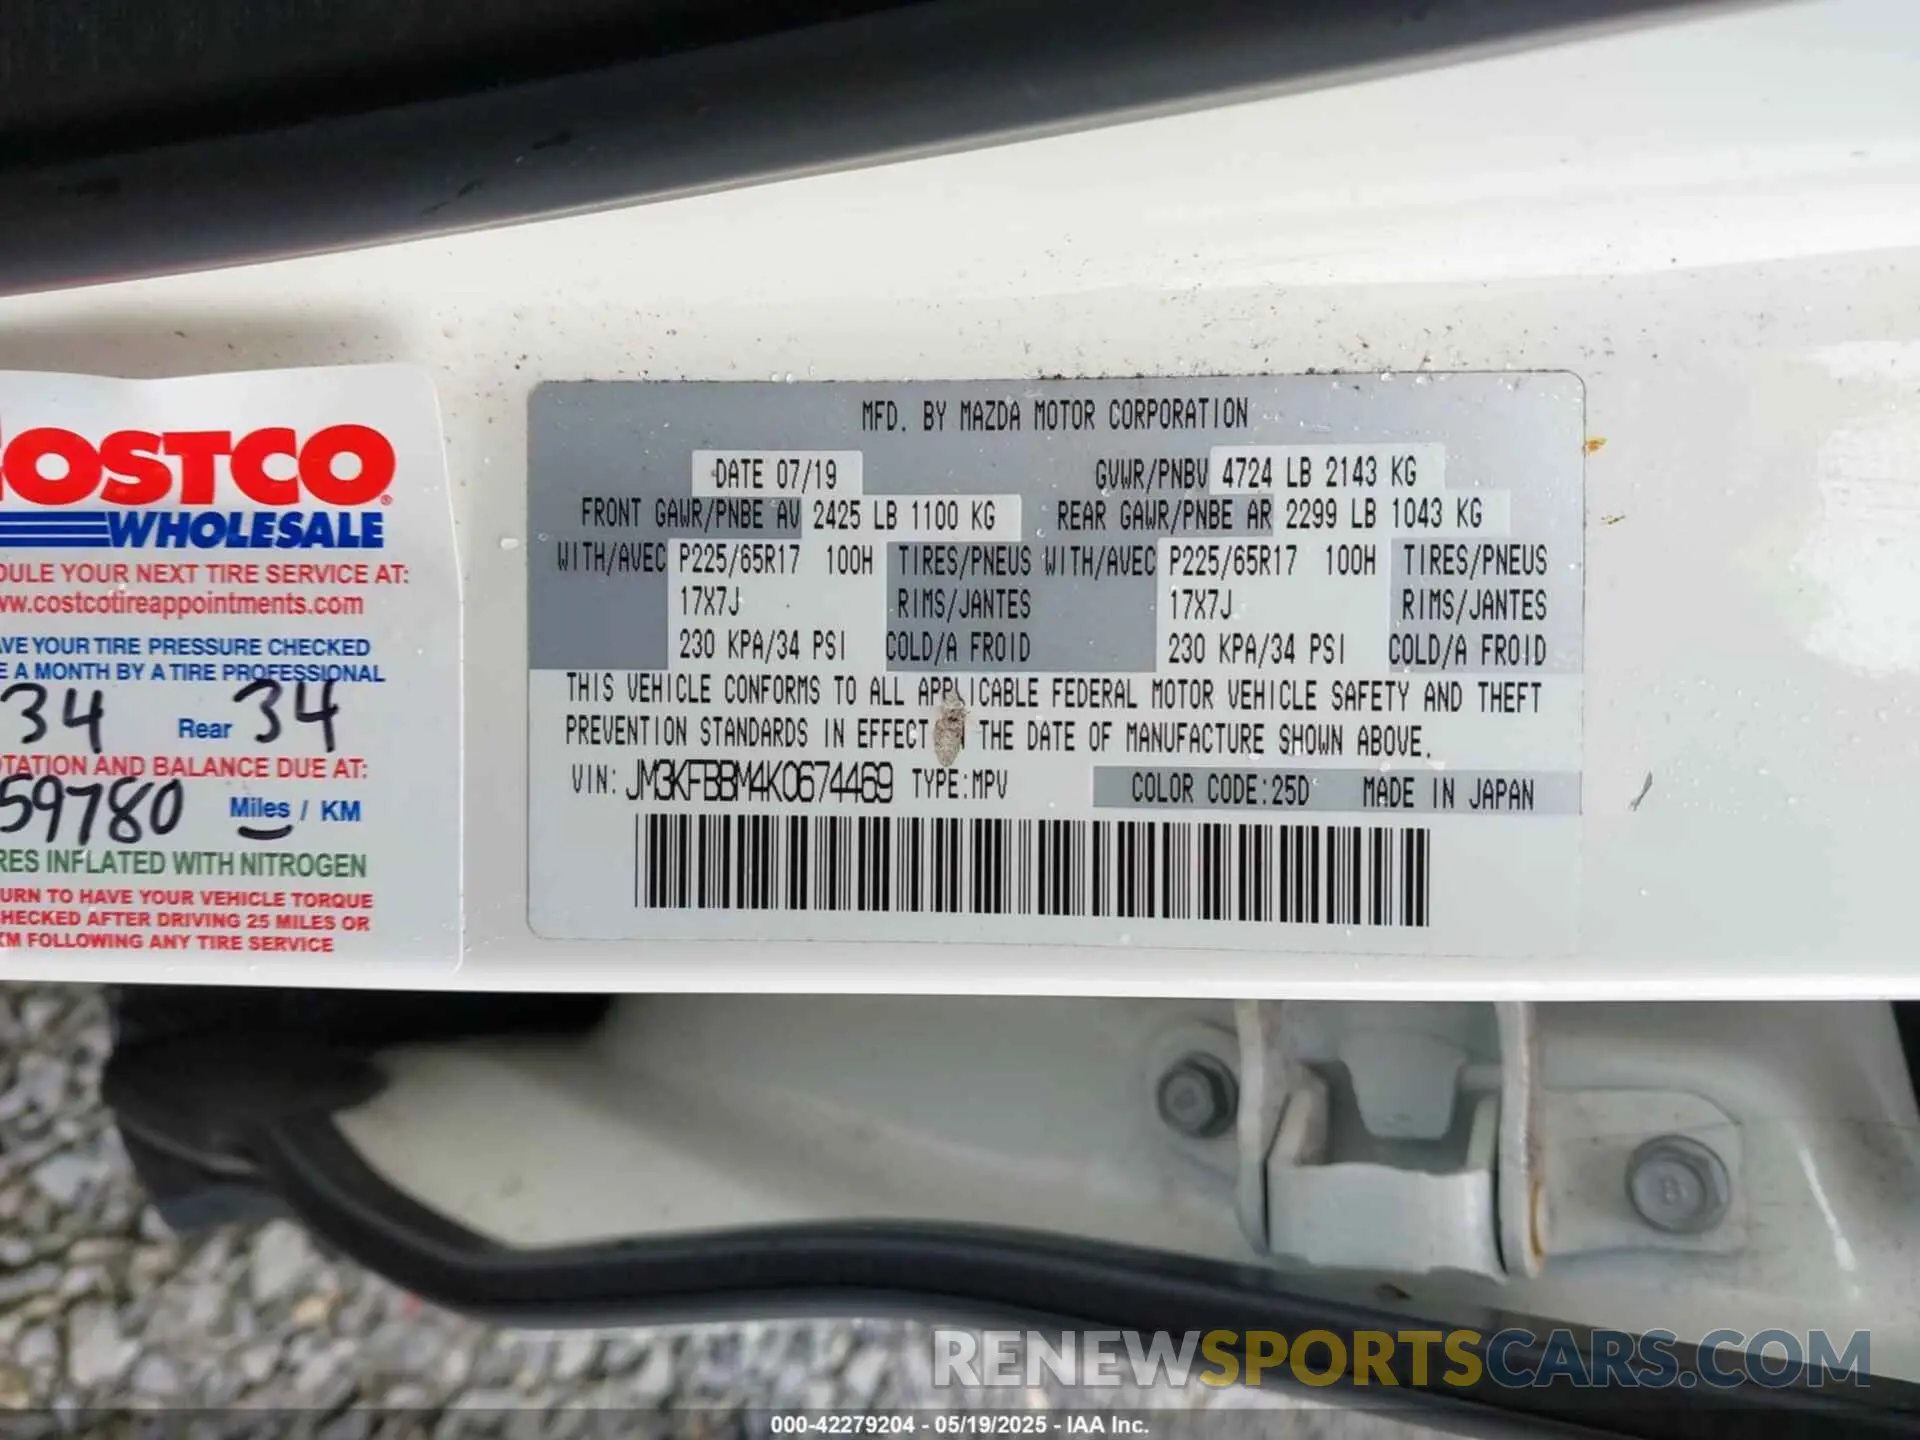 MFD. BY MAZDA MOTOR CORPORATION
DATE 07/19 GVWR/PNBV 4724 LB 2143 KG
FRONT GAWR/PNBE AV 2425 LB 1100 KG REAR GAWR/PNBE AR 2299 LB 1043 KG
WITH/AVEC P225/65R17 100H TIRES/PNEUS WITH/AVEC P225/65R17 100H TIRES/PNEUS
17X7J RIMS/JANTES 17X7J RIMS/JANTES
230 KPA/34 PSI COLD/A FROID 230 KPA/34 PSI COLD/A FROID
THIS VEHICLE CONFORMS TO ALL APPLICABLE FEDERAL MOTOR VEHICLE SAFETY AND THEFT
PREVENTION STANDARDS IN EFFECT THE DATE OF MANUFACTURE SHOWN ABOVE.
VIN: JM3KFBBM4K0674469 TYPE:MPV COLOR CODE:25D MADE IN JAPAN
COSTCO®
WHOLESALE
DULE YOUR NEXT TIRE SERVICE AT:
w.costcotireappointments.com
AVE YOUR TIRE PRESSURE CHECKED
E A MONTH BY A TIRE PROFESSIONAL
34 Rear 34
OTATION AND BALANCE DUE AT:
59780 Miles / KM
RES INFLATED WITH NITROGEN
URN TO HAVE YOUR VEHICLE TORQUE
HECKED AFTER DRIVING 25 MILES OR
KM FOLLOWING ANY TIRE SERVICE
B
RENEWSPORTSCARS.COM
000-42279204 - 05/19/2025 - IAA Inc.